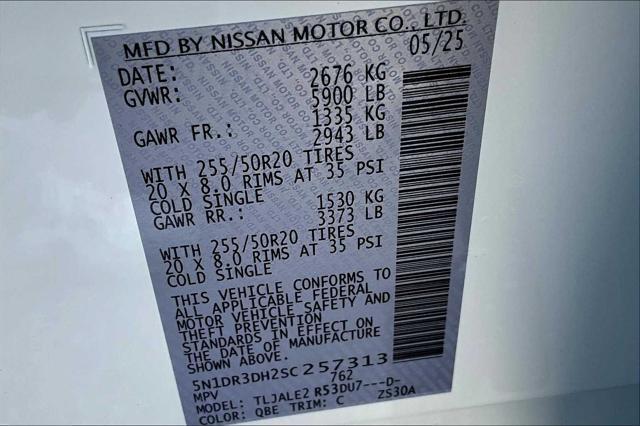 MFD BY NISSAN MOTOR CO., LTD.
DATE: 05/25
GVWR: 2676 KG
5900 LB
GAWR FR.: 1335 KG
2943 LB
WITH 255/50R20 TIRES
20 X 8.0 RIMS AT 35 PSI
COLD SINGLE
GAWR RR.: 1530 KG
3373 LB
WITH 255/50R20 TIRES
20 X 8.0 RIMS AT 35 PSI
COLD SINGLE
THIS VEHICLE CONFORMS TO
ALL APPLICABLE FEDERAL
MOTOR VEHICLE SAFETY AND
THEFT PREVENTION
STANDARDS IN EFFECT ON
THE DATE OF MANUFACTURE
SHOWN ABOVE.
5N1DR3DH2SC257313
MPV 762
MODEL: TLJALE2 R53DU7---D-
COLOR: QBE TRIM: C ZS30A